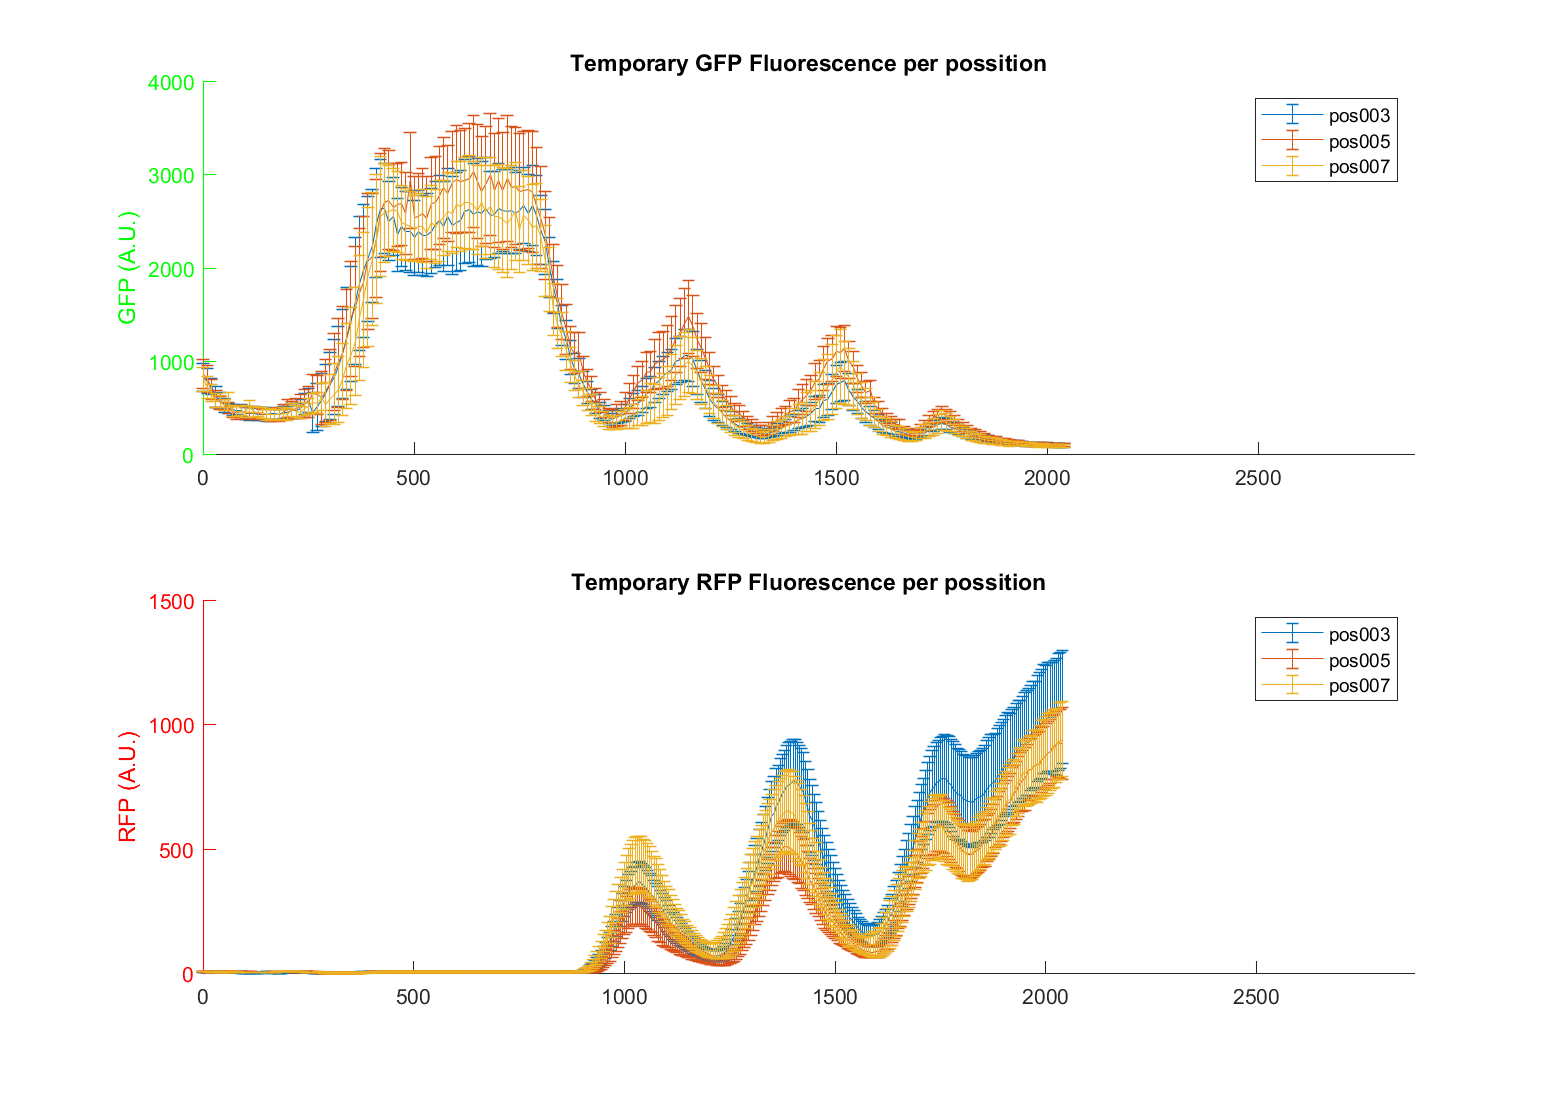 Temporary GFP Fluorescence per possition
4000
3000
2000
1000
0
GFP (A.U.)
0 500 1000 1500 2000 2500
pos003
pos005
pos007
Temporary RFP Fluorescence per possition
1500
1000
500
0
RFP (A.U.)
0 500 1000 1500 2000 2500
pos003
pos005
pos007